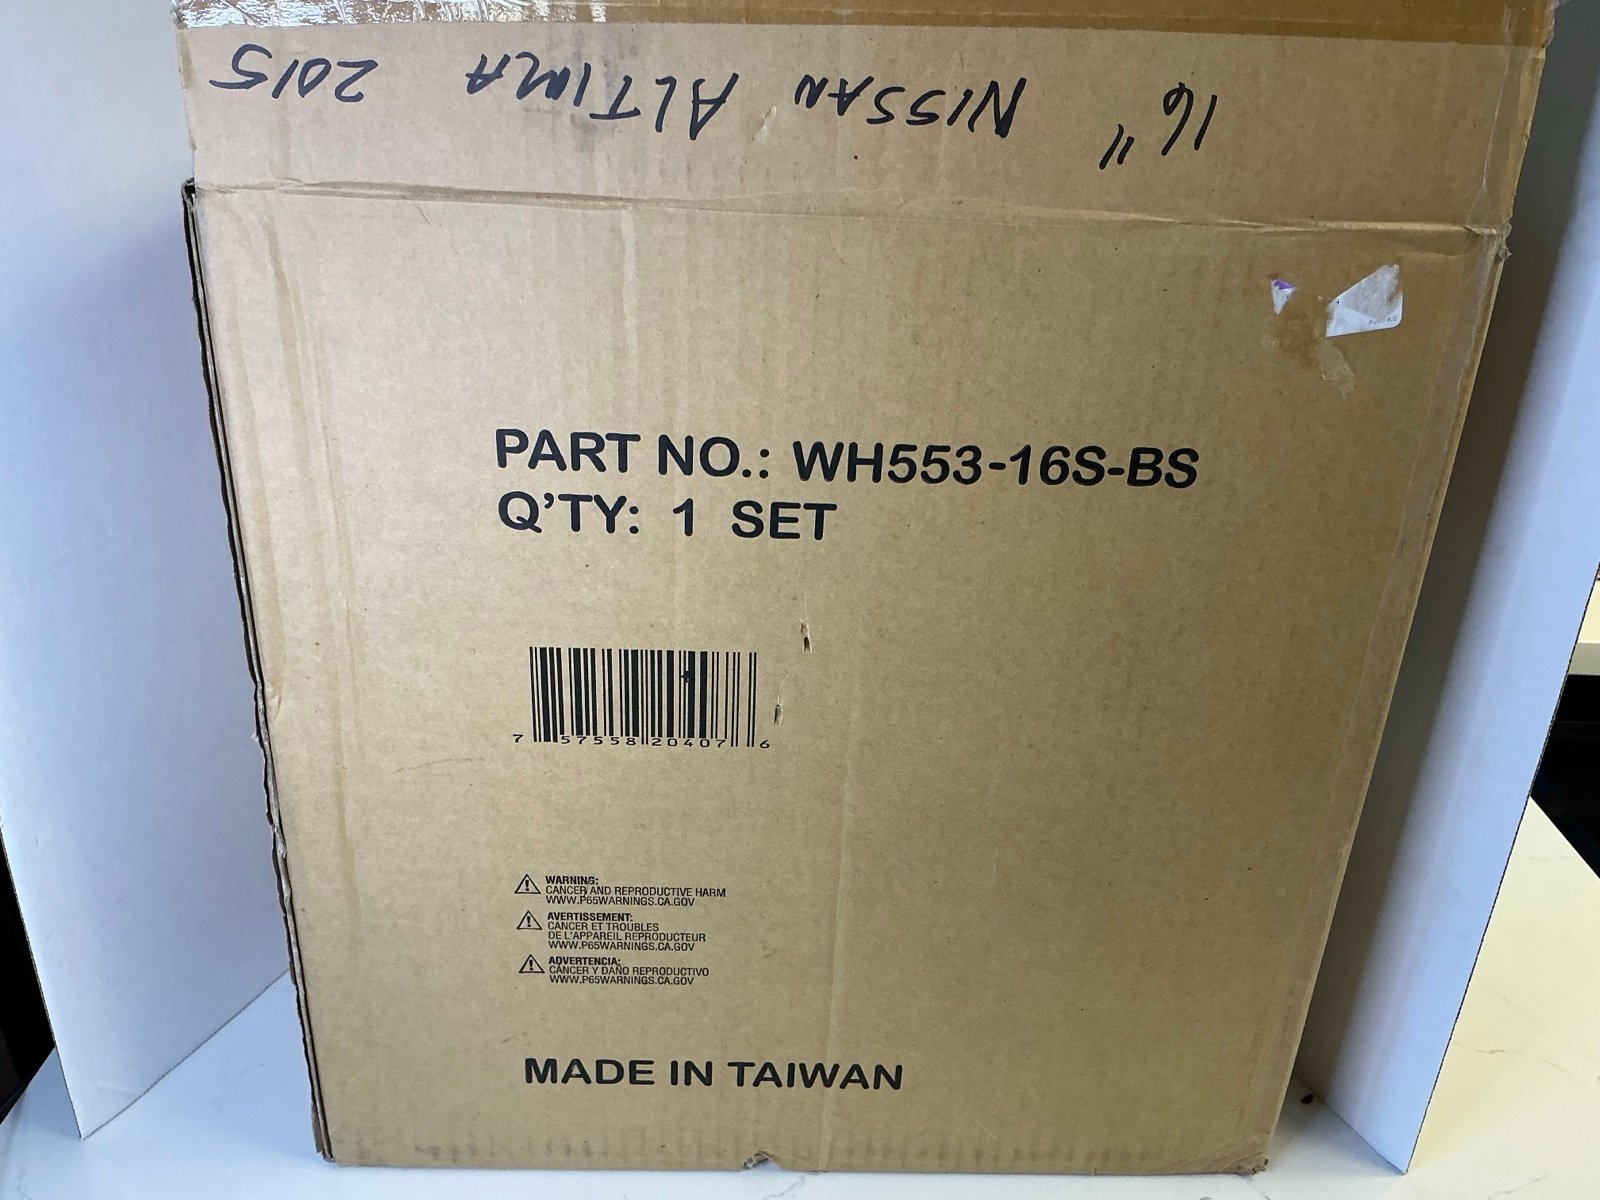 16" NISSAN ALTIMA 2015
PART NO.: WH553-16S-BS
Q'TY: 1 SET
7 57558 20407 6
WARNING:
CANCER AND REPRODUCTIVE HARM
WWW.P65WARNINGS.CA.GOV
AVERTISSEMENT:
CANCER ET TROUBLES
DE L'APPAREIL REPRODUCTEUR
WWW.P65WARNINGS.CA.GOV
ADVERTENCIA:
CÁNCER Y DAÑO REPRODUCTIVO
WWW.P65WARNINGS.CA.GOV
MADE IN TAIWAN